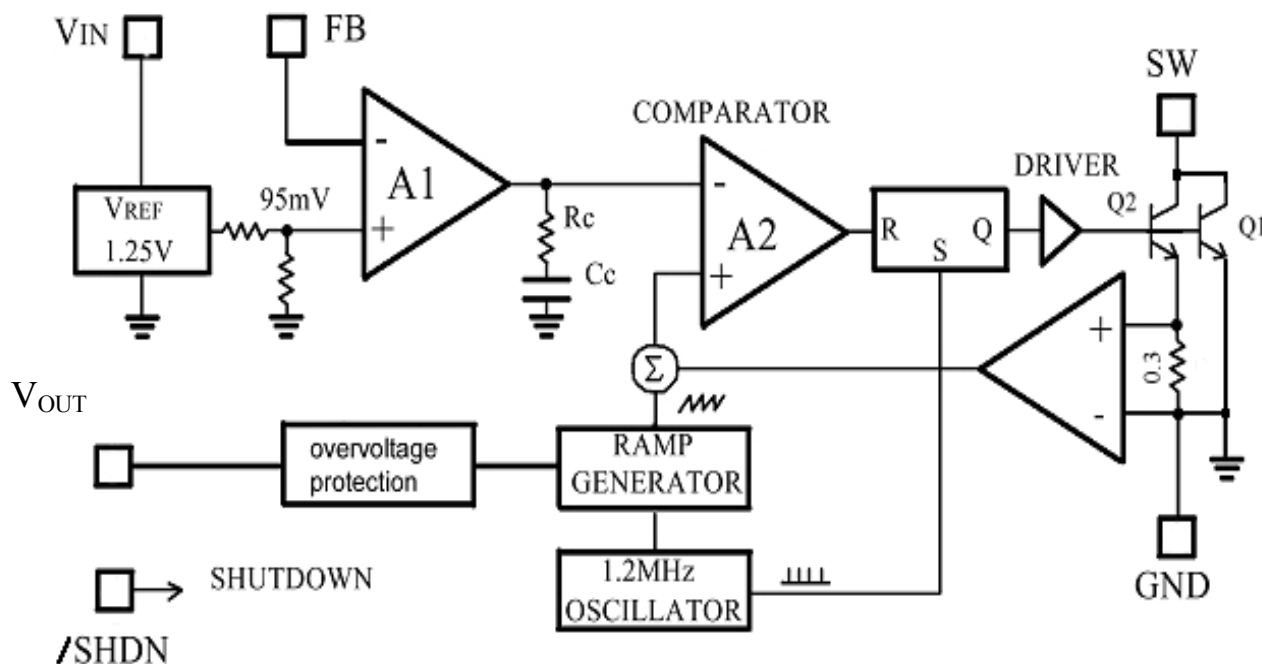 VIN
FB
SW
COMPARATOR
DRIVER
VREF
1.25V
95mV
-
+
A1
Rc
Cc
-
+
A2
R
Q
S
Q2
Q1
+
-
0.3
Σ
VOUT
overvoltage
protection
RAMP
GENERATOR
1.2MHz
OSCILLATOR
SHUTDOWN
/SHDN
GND